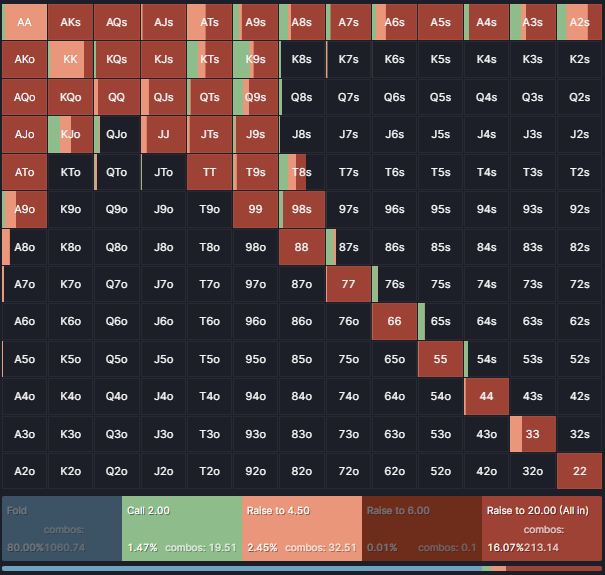 AA AKs AQs AJs ATs A9s A8s A7s A6s A5s A4s A3s A2s
AKo KK KQs KJs KTs K9s K8s K7s K6s K5s K4s K3s K2s
AQo KQo QQ QJs QTs Q9s Q8s Q7s Q6s Q5s Q4s Q3s Q2s
AJo KJo QJo JJ JTs J9s J8s J7s J6s J5s J4s J3s J2s
ATo KTo QTo JTo TT T9s T8s T7s T6s T5s T4s T3s T2s
A9o K9o Q9o J9o T9o 99 98s 97s 96s 95s 94s 93s 92s
A8o K8o Q8o J8o T8o 98o 88 87s 86s 85s 84s 83s 82s
A7o K7o Q7o J7o T7o 97o 87o 77 76s 75s 74s 73s 72s
A6o K6o Q6o J6o T6o 96o 86o 76o 66 65s 64s 63s 62s
A5o K5o Q5o J5o T5o 95o 85o 75o 65o 55 54s 53s 52s
A4o K4o Q4o J4o T4o 94o 84o 74o 64o 54o 44 43s 42s
A3o K3o Q3o J3o T3o 93o 83o 73o 63o 53o 43o 33 32s
A2o K2o Q2o J2o T2o 92o 82o 72o 62o 52o 42o 32o 22
Fold Call 2.00 Raise to 4.50 Raise to 6.00 Raise to 20.00 (All in)
combos: combos:
80.00%1060.74 1.47% combos: 19.51 2.45% combos: 32.51 0.01% combos: 0.1 16.07%213.14